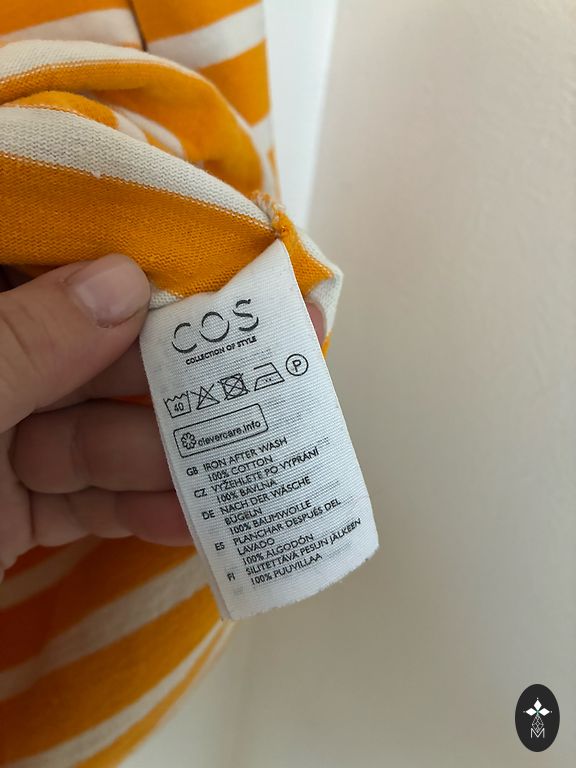 COS
COLLECTION OF STYLE
40 P
clevercare.info
GB IRON AFTER WASH
100% COTTON
CZ VYŽEHLETE PO VYPRÁNÍ
100% BAVLNA
DE NACH DER WÄSCHE
BÜGELN
100% BAUMWOLLE
ES PLANCHAR DESPUÉS DEL
LAVADO
100% ALGODÓN
FI SILITETTÄVÄ PESUN JÄLKEEN
100% PUUVILLAA
M